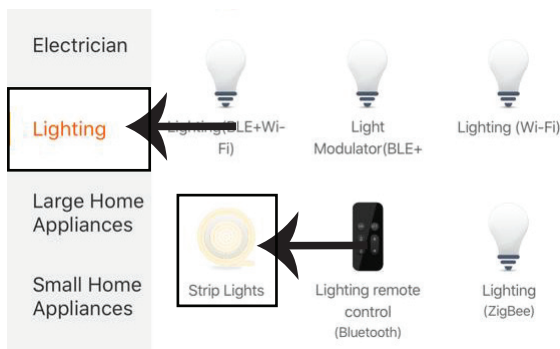 Electrician
Lighting
Large Home
Appliances
Small Home
Appliances
Lighting(BLE+Wi-
Fi)
Light
Modulator(BLE+
Lighting (Wi-Fi)
Strip Lights
Lighting remote
control
(Bluetooth)
Lighting
(ZigBee)